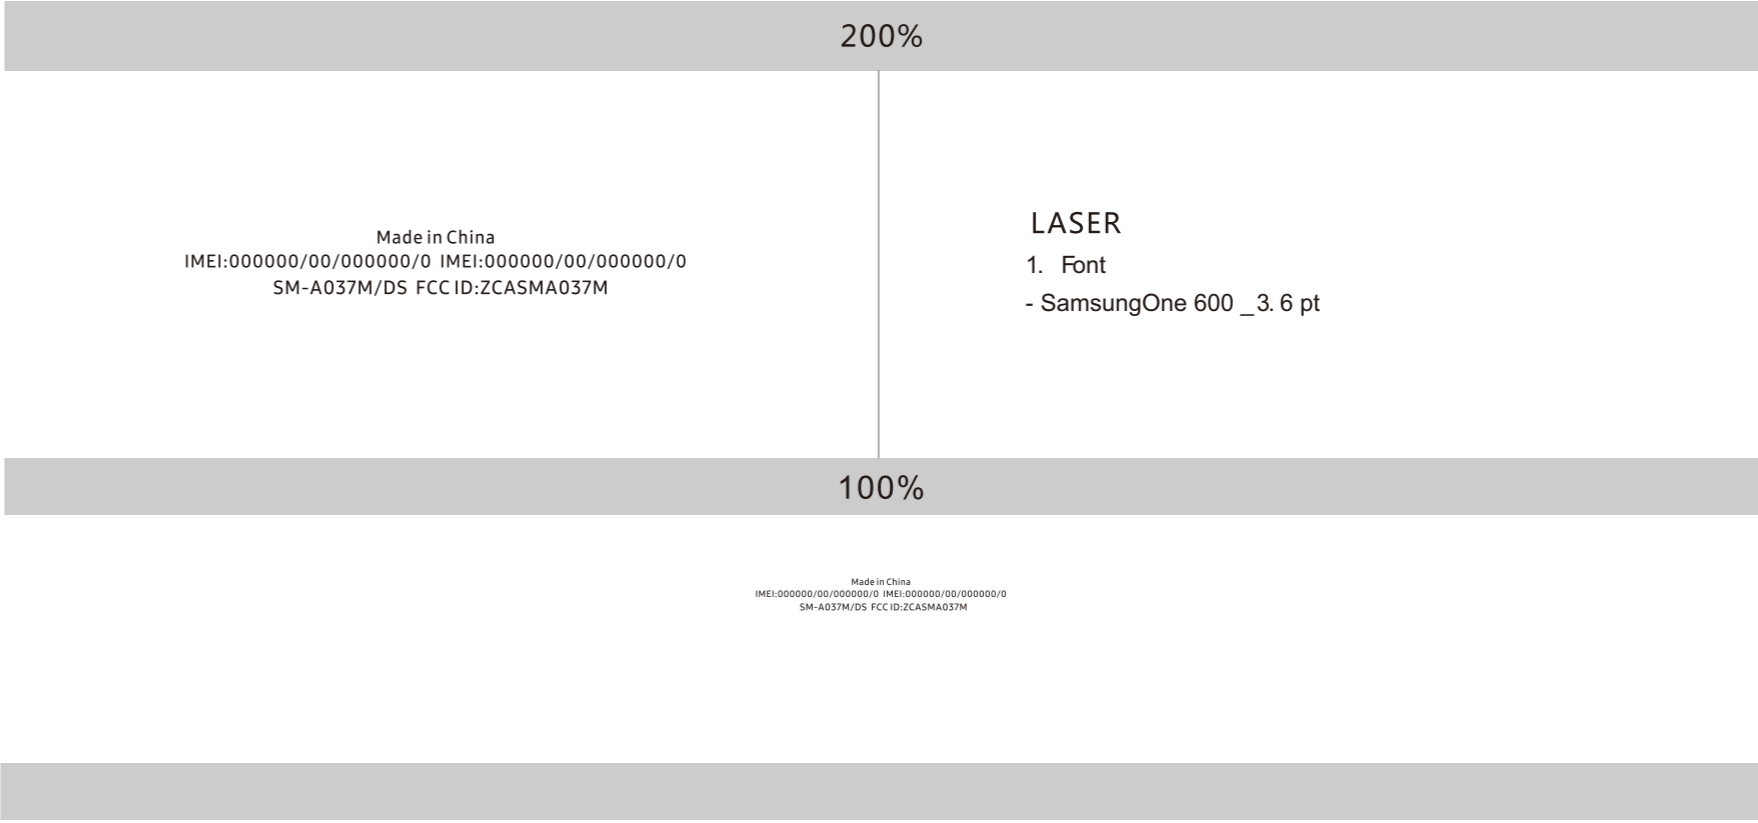 200%
Made in China
IMEI:000000/00/000000/0 IMEI:000000/00/000000/0
SM-A037M/DS FCC ID:ZCASMA037M
LASER
1. Font
- SamsungOne 600 _3. 6 pt
100%
Made in China
IMEI:000000/00/000000/0 IMEI:000000/00/000000/0
SM-A037M/DS FCC ID:ZCASMA037M